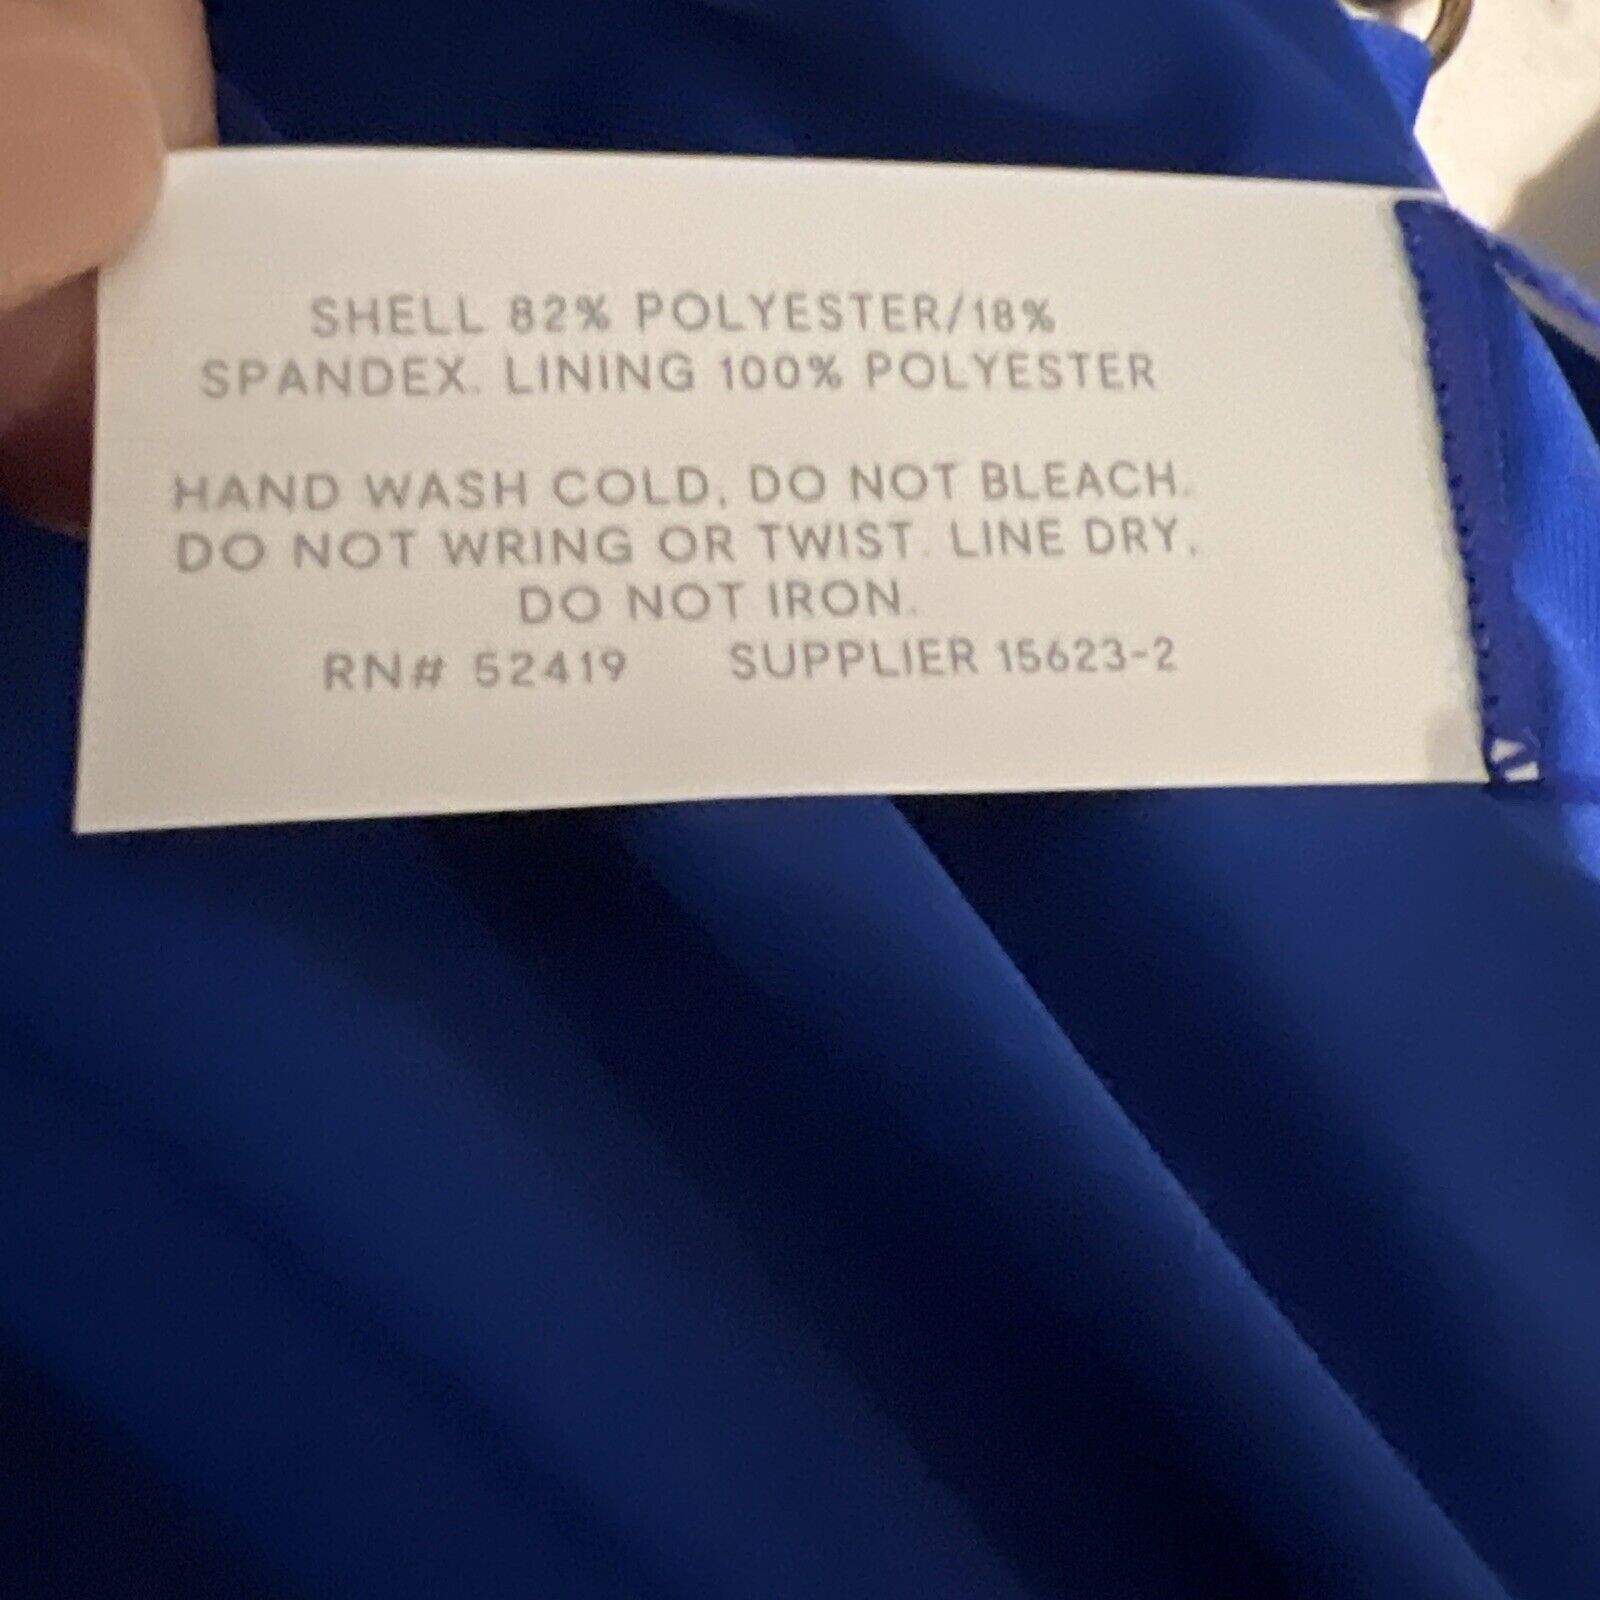 SHELL 82% POLYESTER/18%
SPANDEX. LINING 100% POLYESTER
HAND WASH COLD, DO NOT BLEACH.
DO NOT WRING OR TWIST. LINE DRY,
DO NOT IRON.
RN# 52419 SUPPLIER 15623-2